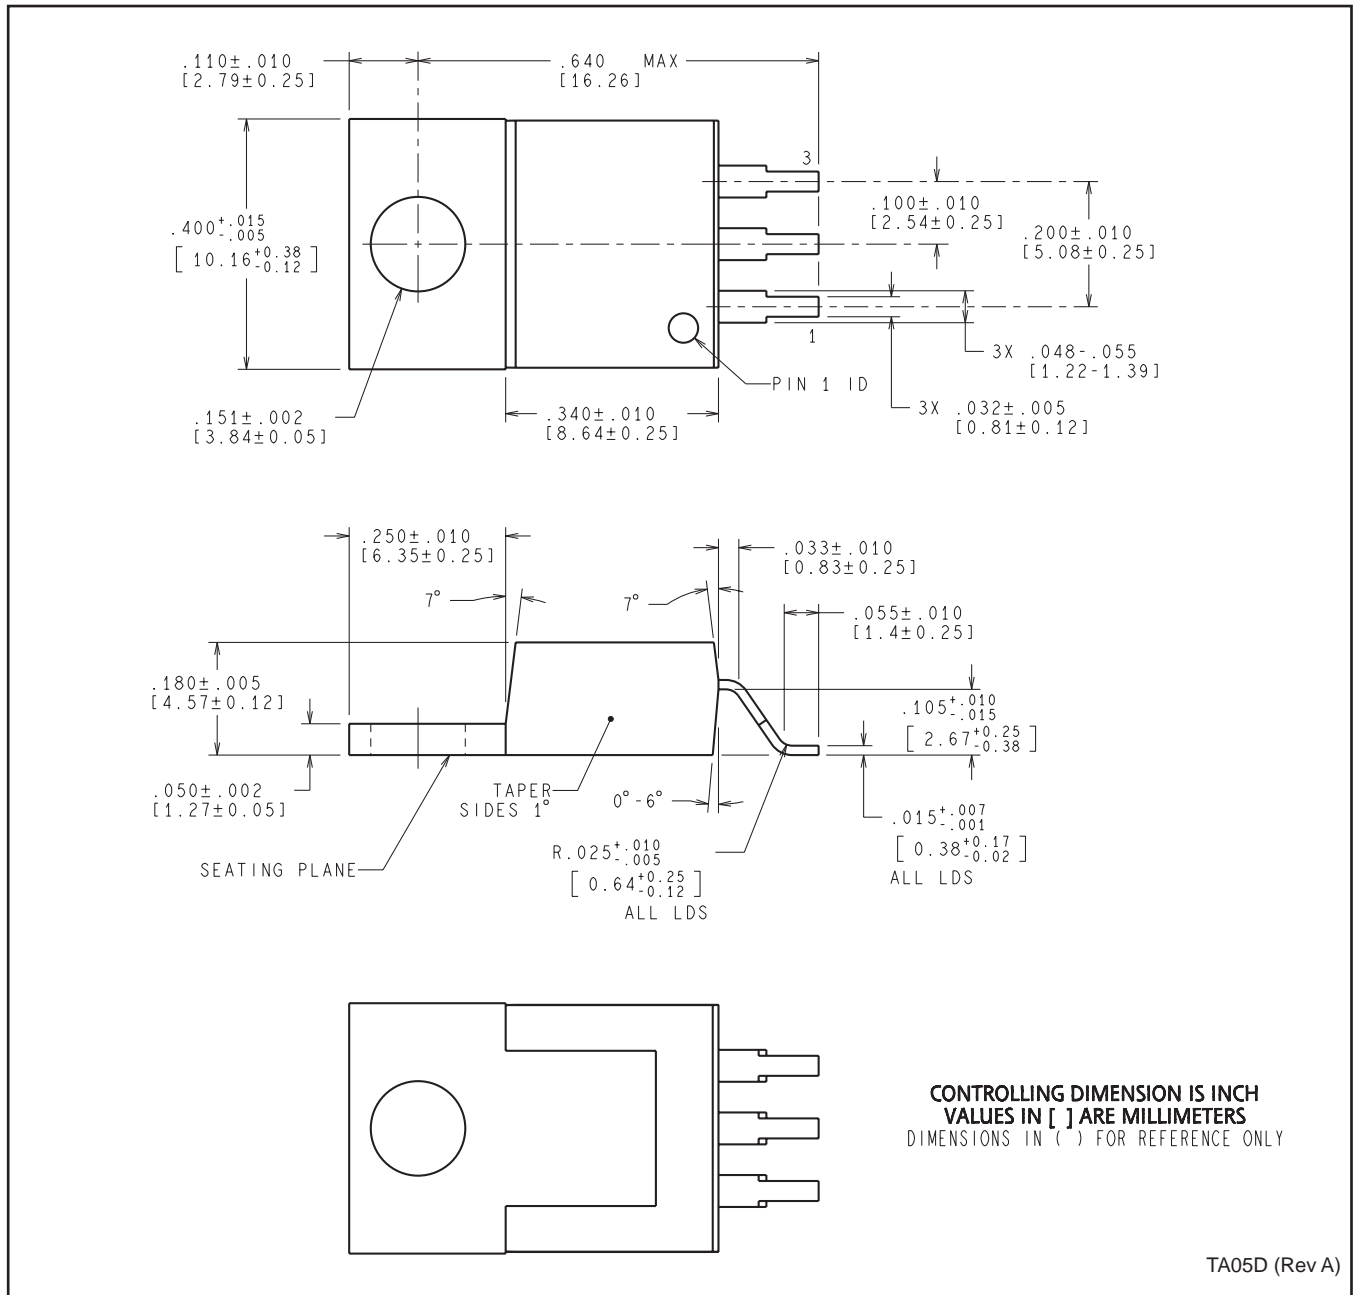 .110±.010
[2.79±0.25]
.640 MAX
[16.26]
3
.400+.015 -.005
[ 10.16+0.38 -0.12 ]
.100±.010
[2.54±0.25]
.200±.010
[5.08±0.25]
1
3X .048-.055
[1.22-1.39]
PIN 1 ID
.151±.002
[3.84±0.05]
.340±.010
[8.64±0.25]
3X .032±.005
[0.81±0.12]
.250±.010
[6.35±0.25]
.033±.010
[0.83±0.25]
7°
7°
.055±.010
[1.4±0.25]
.180±.005
[4.57±0.12]
.105+.010 -.015
[ 2.67+0.25 -0.38 ]
.050±.002
[1.27±0.05]
TAPER
SIDES 1°
0°-6°
.015+.007 -.001
[ 0.38+0.17 -0.02 ]
ALL LDS
R.025+.010 -.005
[ 0.64+0.25 -0.12 ]
ALL LDS
SEATING PLANE
CONTROLLING DIMENSION IS INCH
VALUES IN [ ] ARE MILLIMETERS
DIMENSIONS IN ( ) FOR REFERENCE ONLY
TA05D (Rev A)